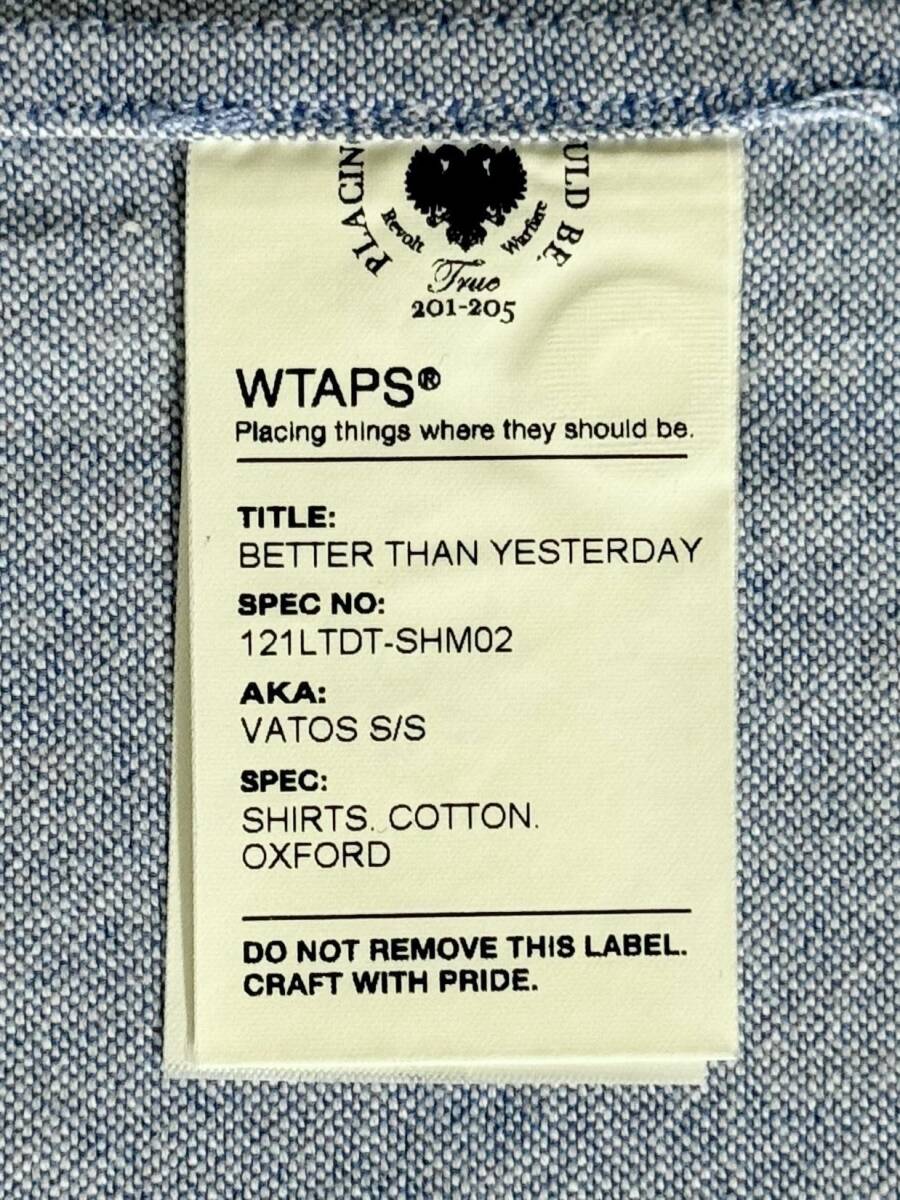 PLACIN
ULD BE.
Revolt
Warfare
True
201-205
WTAPS®
Placing things where they should be.
TITLE:
BETTER THAN YESTERDAY
SPEC NO:
121LTDT-SHM02
AKA:
VATOS S/S
SPEC:
SHIRTS. COTTON.
OXFORD
DO NOT REMOVE THIS LABEL.
CRAFT WITH PRIDE.